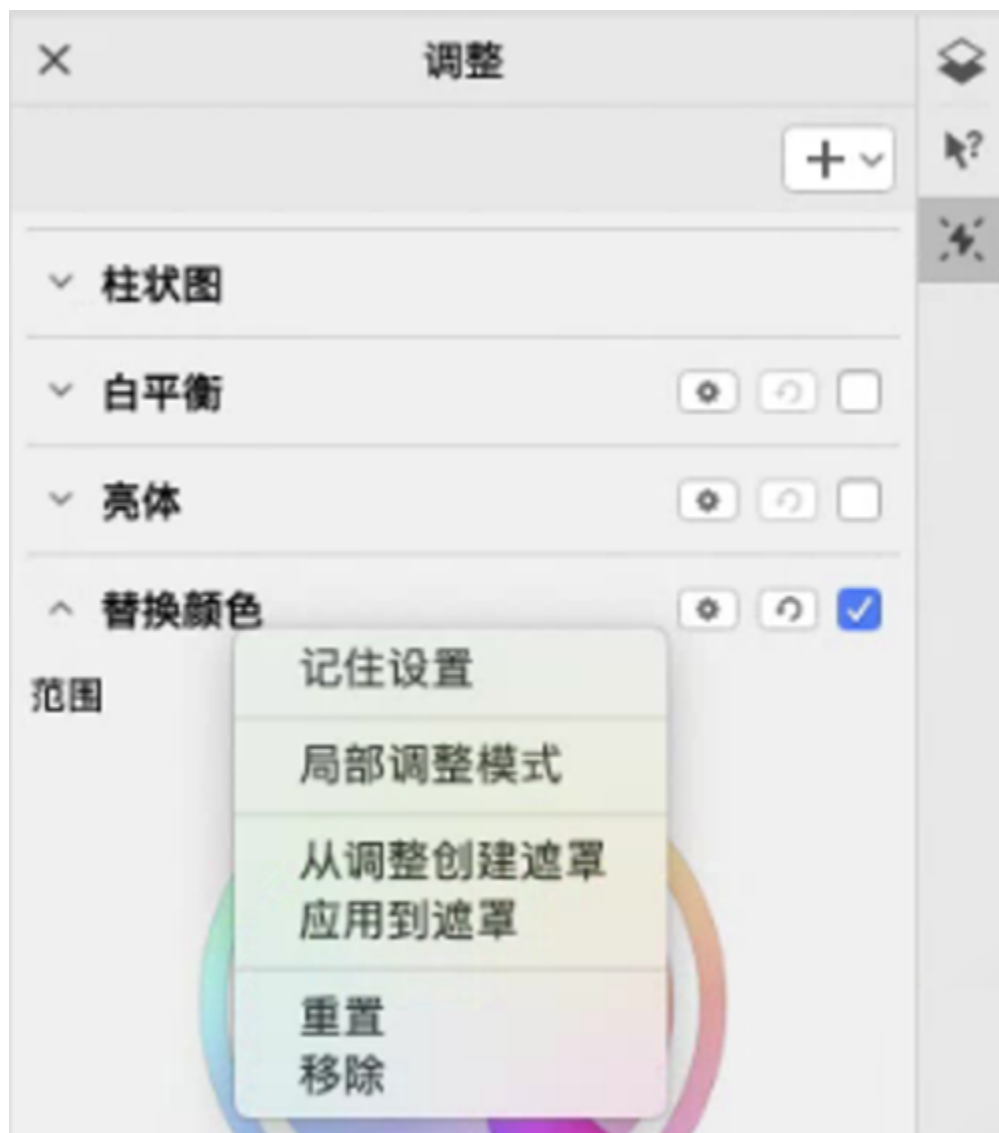 调整
柱状图
白平衡
亮体
替换颜色
范围
记住设置
局部调整模式
从调整创建遮罩
应用到遮罩
重置
移除